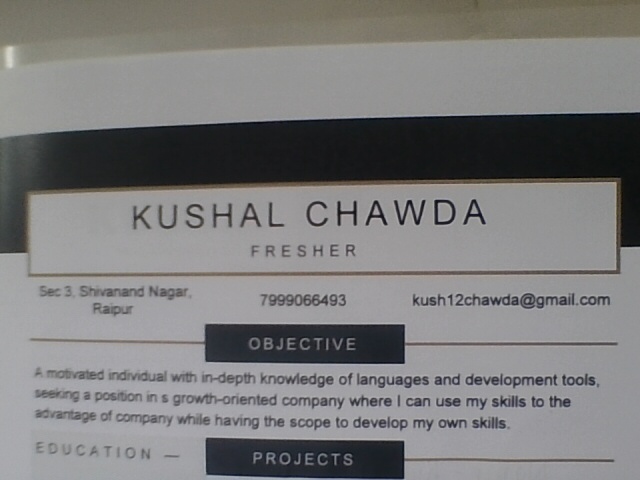 KUSHAL CHAWDA
FRESHER
Sec 3, Shivanand Nagar,
Raipur
7999066493
kush12chawda@gmail.com
OBJECTIVE
A motivated individual with in-depth knowledge of languages and development tools,
seeking a position in s growth-oriented company where I can use my skills to the
advantage of company while having the scope to develop my own skills.
EDUCATION —
PROJECTS